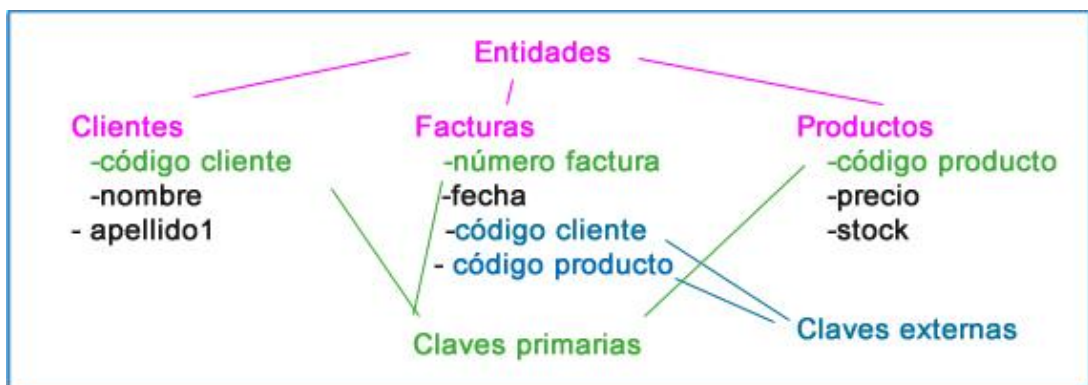 Entidades
Clientes
-código cliente
-nombre
- apellido1
Facturas
-número factura
-fecha
-código cliente
- código producto
Productos
-código producto
-precio
-stock
Claves primarias
Claves externas